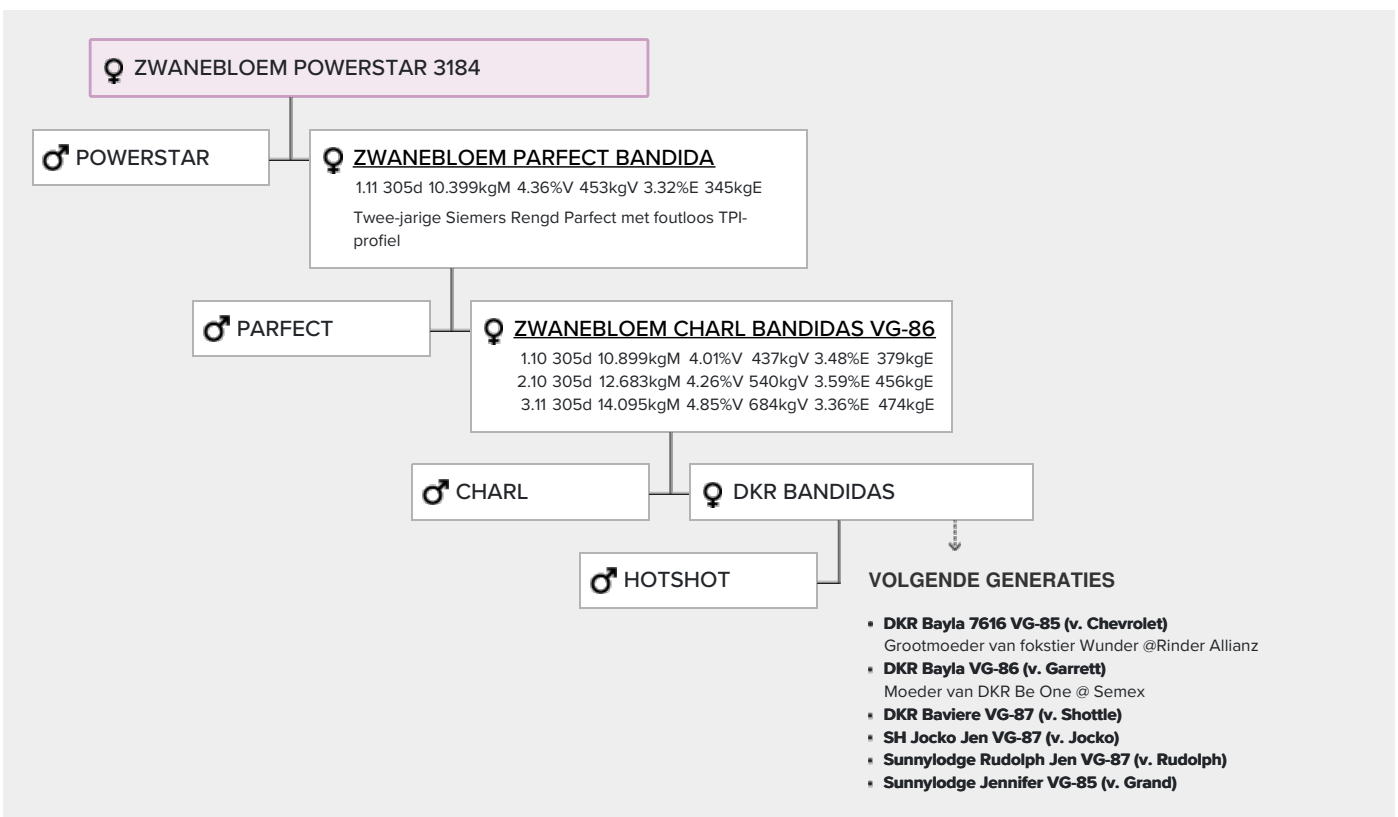 ZWANEBLOEM POWERSTAR 3184
POWERSTAR
ZWANEBLOEM PARFECT BANDIDA
1.11 305d 10.399kgM 4.36%V 453kgV 3.32%E 345kgE
Twee-jarige Siemers Rengd Parfect met foutloos TPI-
profiel
PARFECT
ZWANEBLOEM CHARL BANDIDAS VG-86
1.10 305d 10.899kgM 4.01%V 437kgV 3.48%E 379kgE
2.10 305d 12.683kgM 4.26%V 540kgV 3.59%E 456kgE
3.11 305d 14.095kgM 4.85%V 684kgV 3.36%E 474kgE
CHARL
DKR BANDIDAS
HOTSHOT
VOLGENDE GENERATIES
DKR Bayla 7616 VG-85 (v. Chevrolet)
Grootmoeder van fokstier Wunder @Rinder Allianz
DKR Bayla VG-86 (v. Garrett)
Moeder van DKR Be One @ Semex
DKR Baviere VG-87 (v. Shottle)
SH Jocko Jen VG-87 (v. Jocko)
Sunnylodge Rudolph Jen VG-87 (v. Rudolph)
Sunnylodge Jennifer VG-85 (v. Grand)